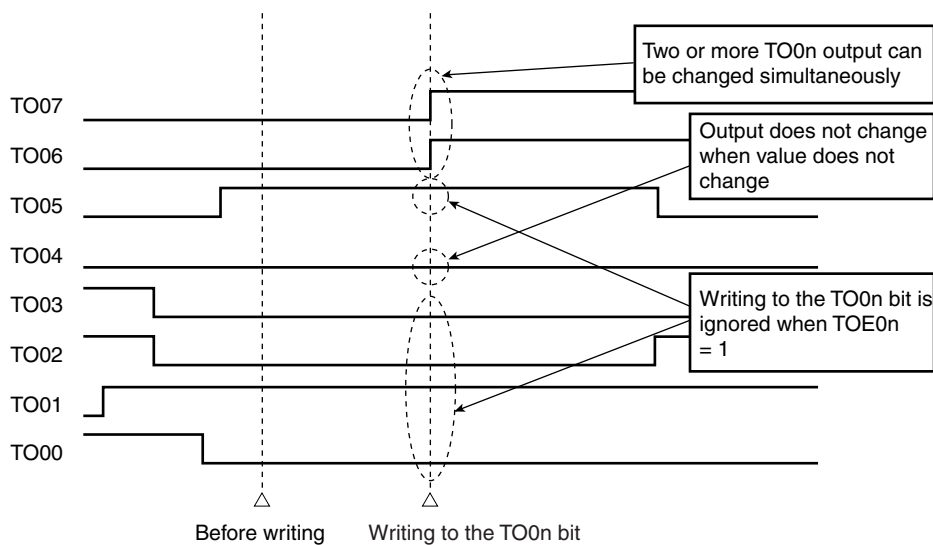 Two or more TO0n output can
be changed simultaneously
TO07
Output does not change
when value does not
change
TO06
TO05
TO04
Writing to the TO0n bit is
ignored when TOE0n
= 1
TO03
TO02
TO01
TO00
Before writing
Writing to the TO0n bit